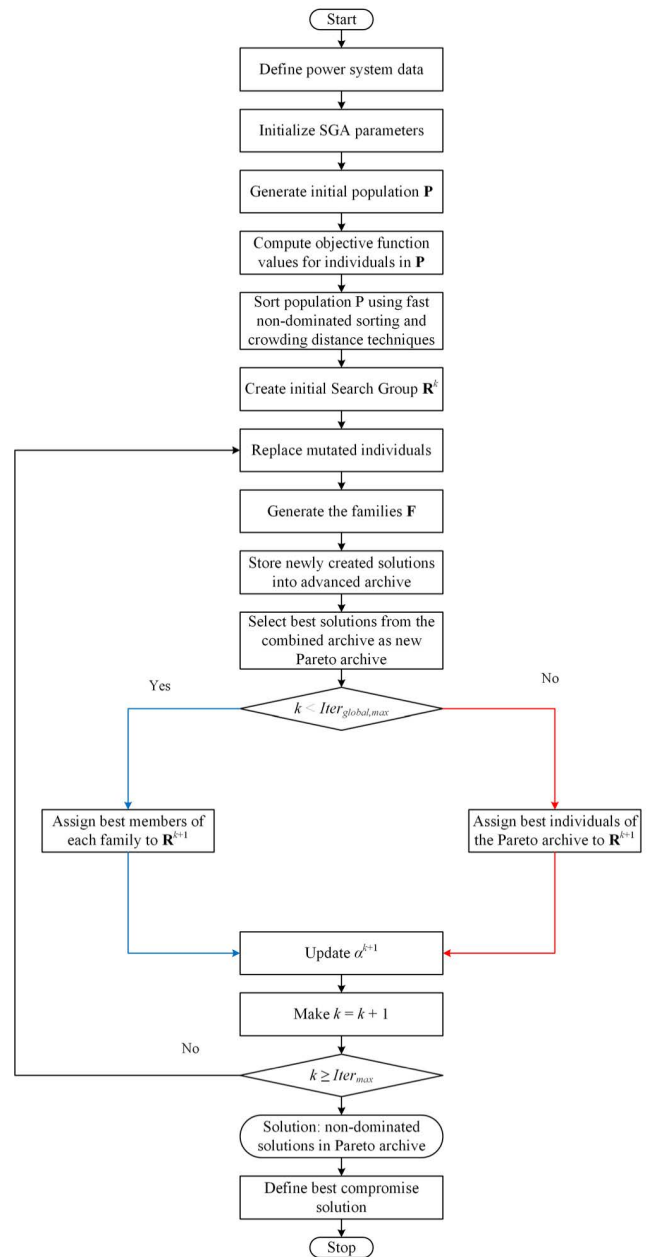 Start
Define power system data
Initialize SGA parameters
Generate initial population P
Compute objective function
values for individuals in P
Sort population P using fast
non-dominated sorting and
crowding distance techniques
Create initial Search Group R^k
Replace mutated individuals
Generate the families F
Store newly created solutions
into advanced archive
Select best solutions from the
combined archive as new
Pareto archive
Yes
No
k < Iter_global,max
Assign best members of
each family to R^k+1
Assign best individuals of
the Pareto archive to R^k+1
Update α^k+1
Make k = k + 1
No
k ≥ Iter_max
Solution: non-dominated
solutions in Pareto archive
Define best compromise
solution
Stop